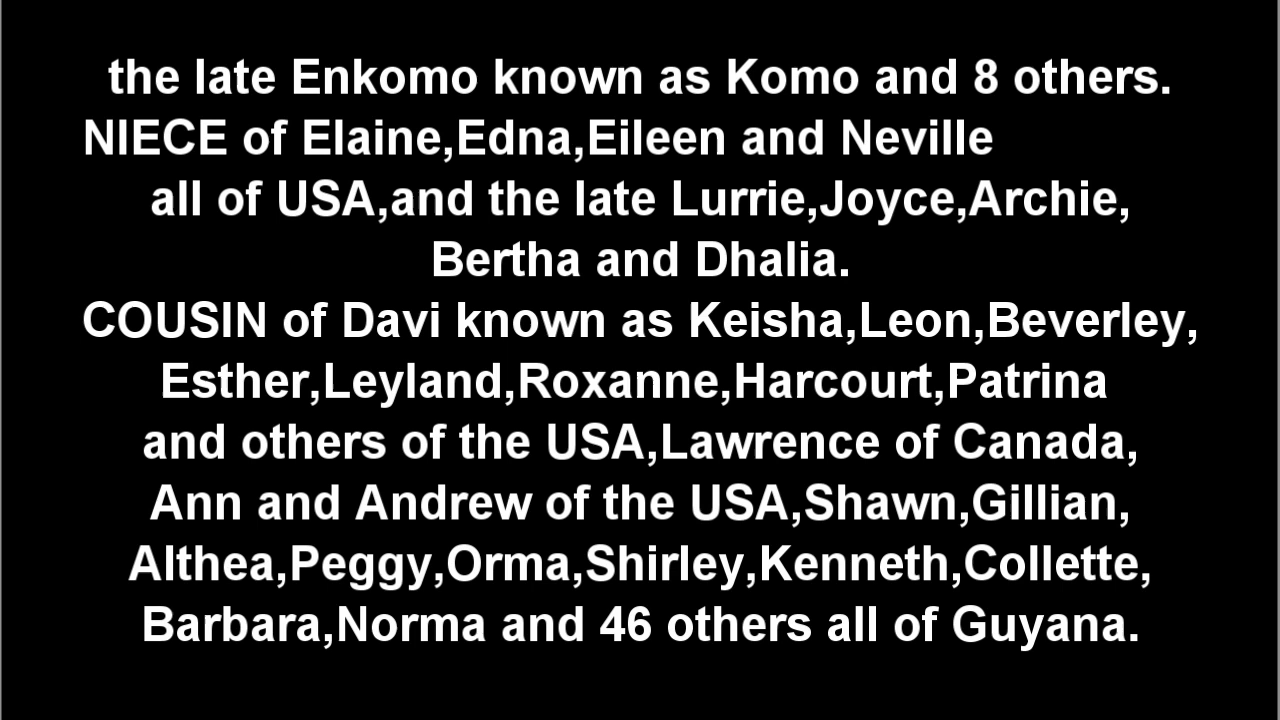 the late Enkomo known as Komo and 8 others.
NIECE of Elaine,Edna,Eileen and Neville
all of USA,and the late Lurrie,Joyce,Archie,
Bertha and Dhalia.
COUSIN of Davi known as Keisha,Leon,Beverley,
Esther,Leyland,Roxanne,Harcourt,Patrina
and others of the USA,Lawrence of Canada,
Ann and Andrew of the USA,Shawn,Gillian,
Althea,Peggy,Orma,Shirley,Kenneth,Collette,
Barbara,Norma and 46 others all of Guyana.